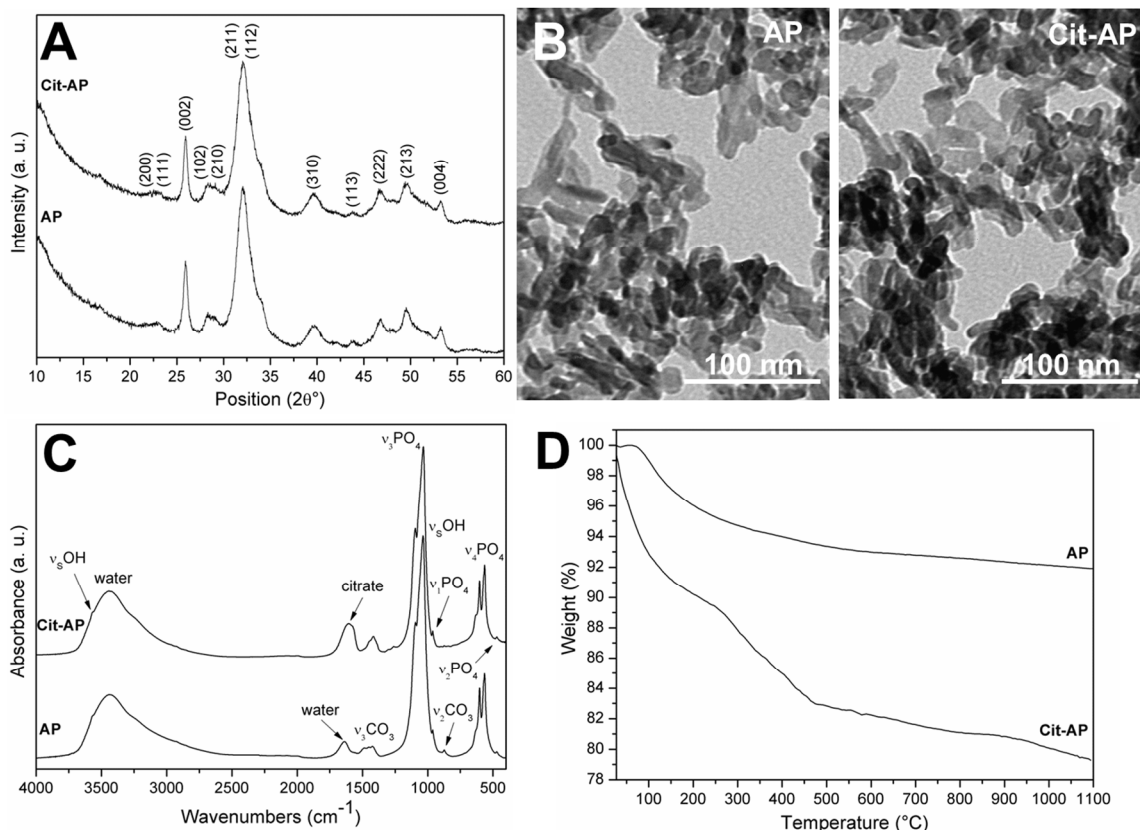 A
Intensity (a. u.)
Cit-AP
AP
(200)
(111)
(002)
(102)
(210)
(211)
(112)
(310)
(113)
(222)
(213)
(004)
10 15 20 25 30 35 40 45 50 55 60
Position (2θ°)
B
AP
100 nm
Cit-AP
100 nm
C
Absorbance (a. u.)
ν₃PO₄
νₛOH
νₛOH
water
citrate
ν₁PO₄
ν₄PO₄
Cit-AP
ν₂PO₄
water
ν₃CO₃
ν₂CO₃
AP
4000 3500 3000 2500 2000 1500 1000 500
Wavenumbers (cm⁻¹)
D
Weight (%)
100
98
96
94
92
90
88
86
84
82
80
78
AP
Cit-AP
100 200 300 400 500 600 700 800 900 1000 1100
Temperature (°C)